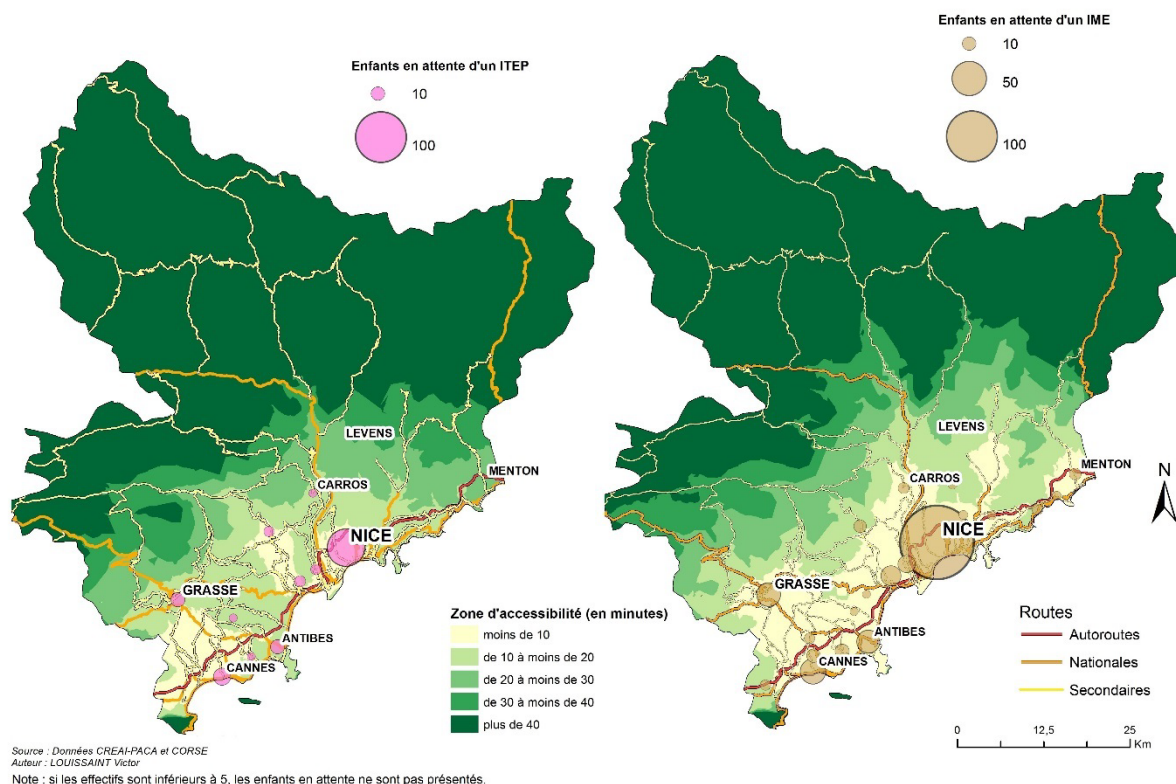 Enfants en attente d'un ITEP
10
100
LEVENS
CARROS
MENTON
NICE
GRASSE
ANTIBES
CANNES
Zone d'accessibilité (en minutes)
moins de 10
de 10 à moins de 20
de 20 à moins de 30
de 30 à moins de 40
plus de 40
Enfants en attente d'un IME
10
50
100
LEVENS
CARROS
MENTON
NICE
GRASSE
ANTIBES
CANNES
N
Routes
Autoroutes
Nationales
Secondaires
0 12,5 25
Km
Source : Données CREAI-PACA et CORSE
Auteur : LOUISSAINT Victor
Note : si les effectifs sont inférieurs à 5, les enfants en attente ne sont pas présentés.